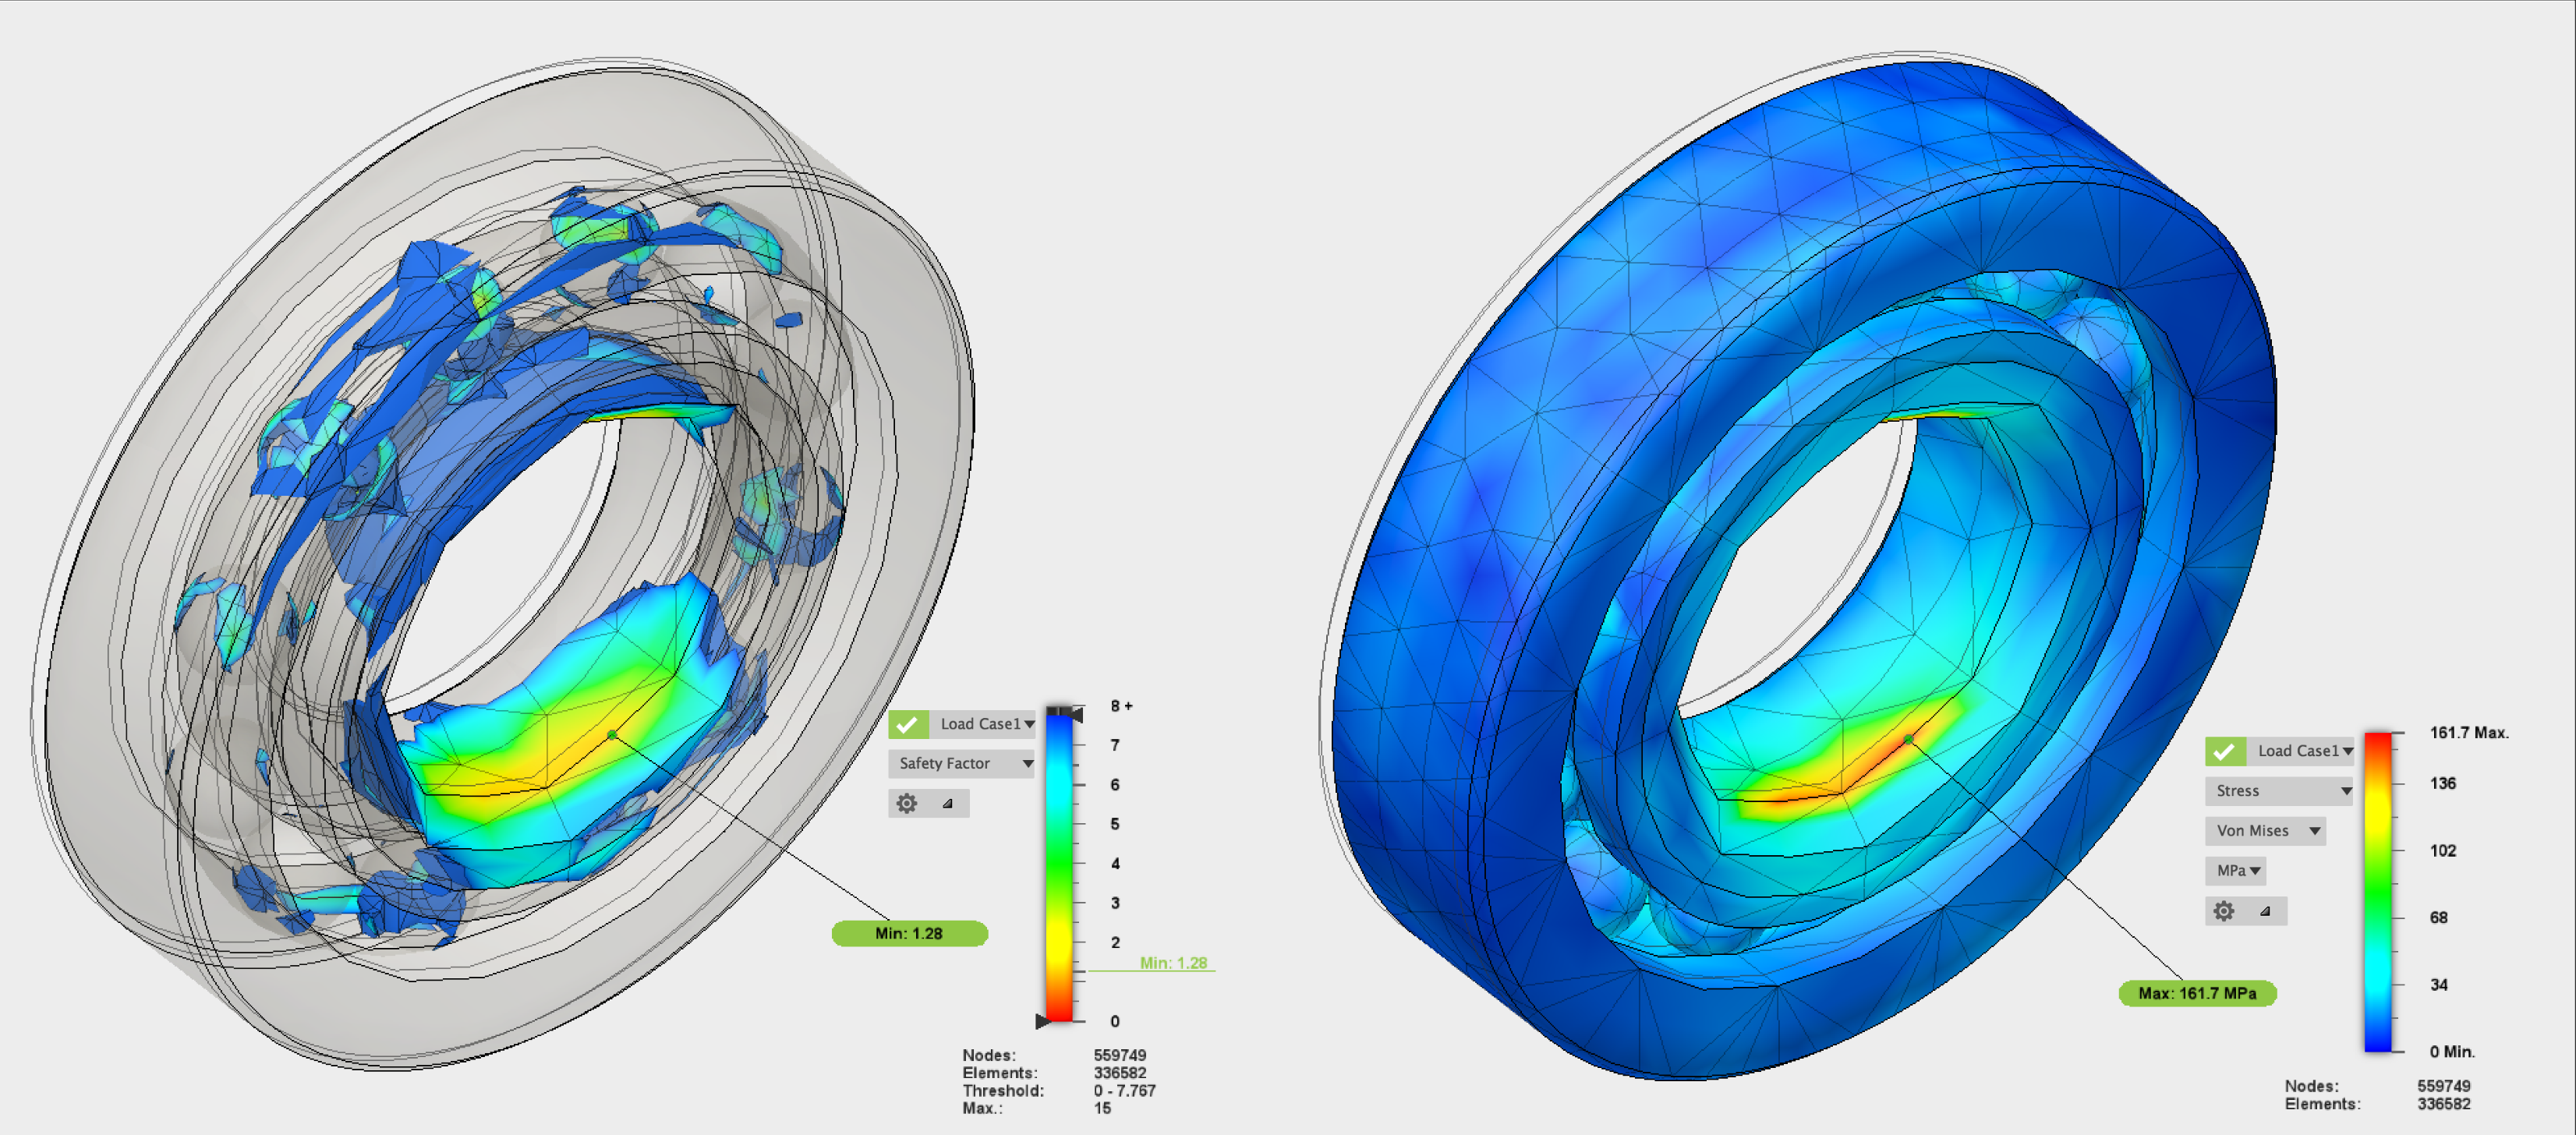 Load Case1
Safety Factor
8 +
7
6
5
4
3
2
Min: 1.28
0
Min: 1.28
Nodes: 559749
Elements: 336582
Threshold: 0 - 7.767
Max.: 15
Load Case1
Stress
Von Mises
MPa
161.7 Max.
136
102
68
34
0 Min.
Max: 161.7 MPa
Nodes: 559749
Elements: 336582